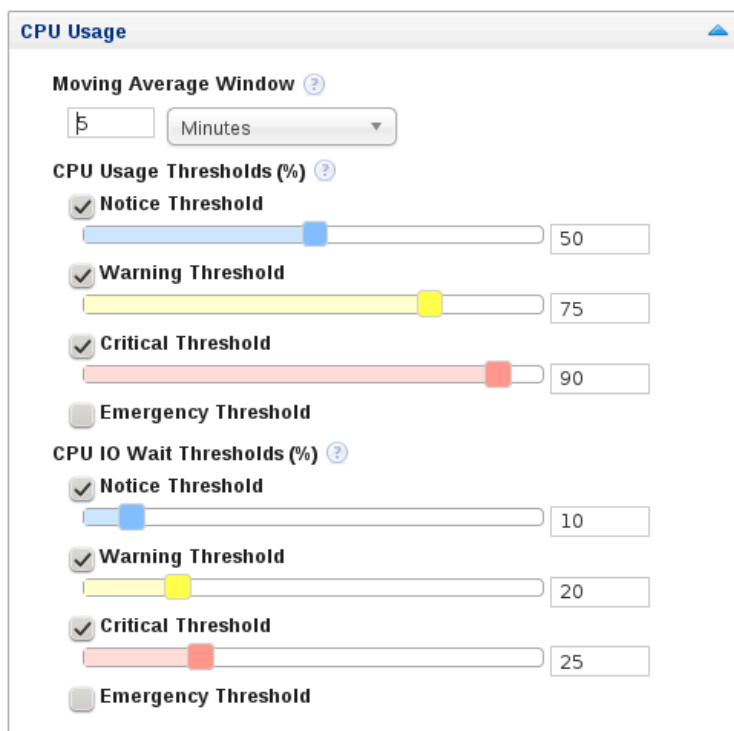 CPU Usage
Moving Average Window ?
5 Minutes
CPU Usage Thresholds (%) ?
Notice Threshold
50
Warning Threshold
75
Critical Threshold
90
Emergency Threshold
CPU IO Wait Thresholds (%) ?
Notice Threshold
10
Warning Threshold
20
Critical Threshold
25
Emergency Threshold